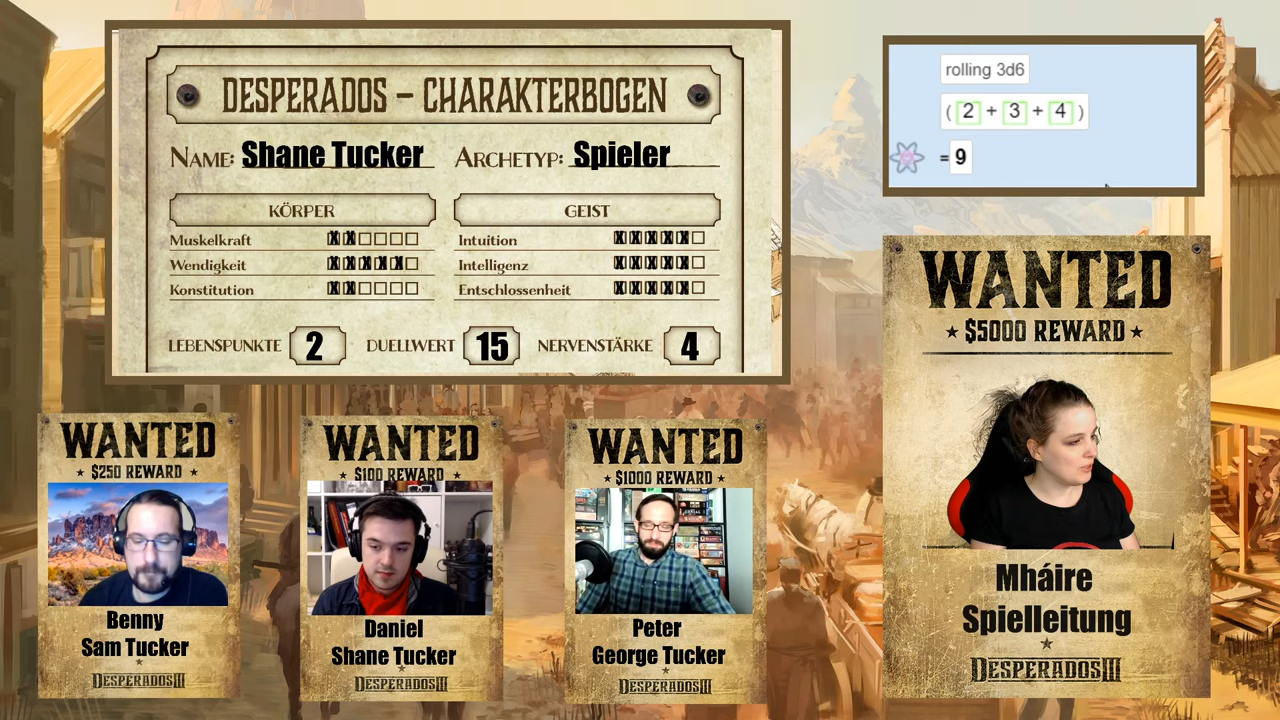 DESPERADOS – CHARAKTERBOGEN
NAME: Shane Tucker
ARCHETYP: Spieler
KÖRPER
Muskelkraft
Wendigkeit
Konstitution
GEIST
Intuition
Intelligenz
Entschlossenheit
LEBENSPUNKTE 2
DUELLWERT 15
NERVENSTÄRKE 4
rolling 3d6
( 2 + 3 + 4 )
= 9
WANTED
$5000 REWARD
Mháire
Spielleitung
DESPERADOS III
WANTED
$250 REWARD
Benny
Sam Tucker
DESPERADOS III
WANTED
$100 REWARD
Daniel
Shane Tucker
DESPERADOS III
WANTED
$1000 REWARD
Peter
George Tucker
DESPERADOS III